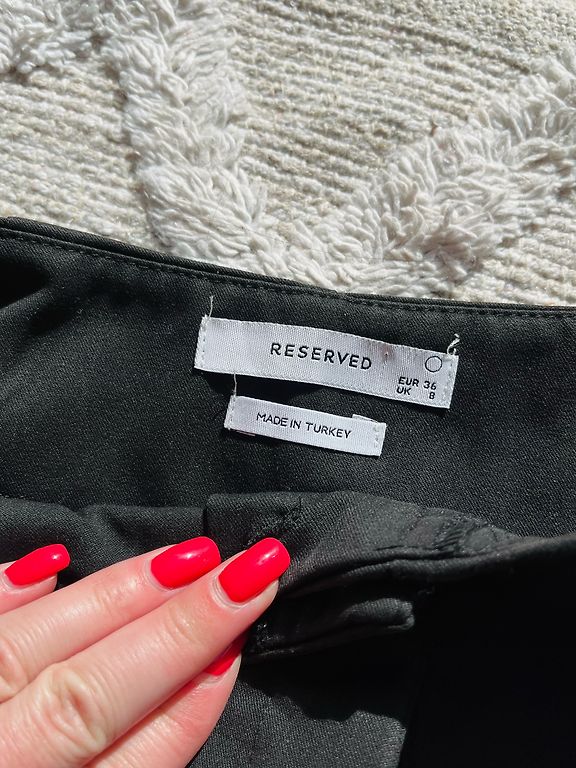 RESERVED
EUR 36
UK 8
MADE IN TURKEY